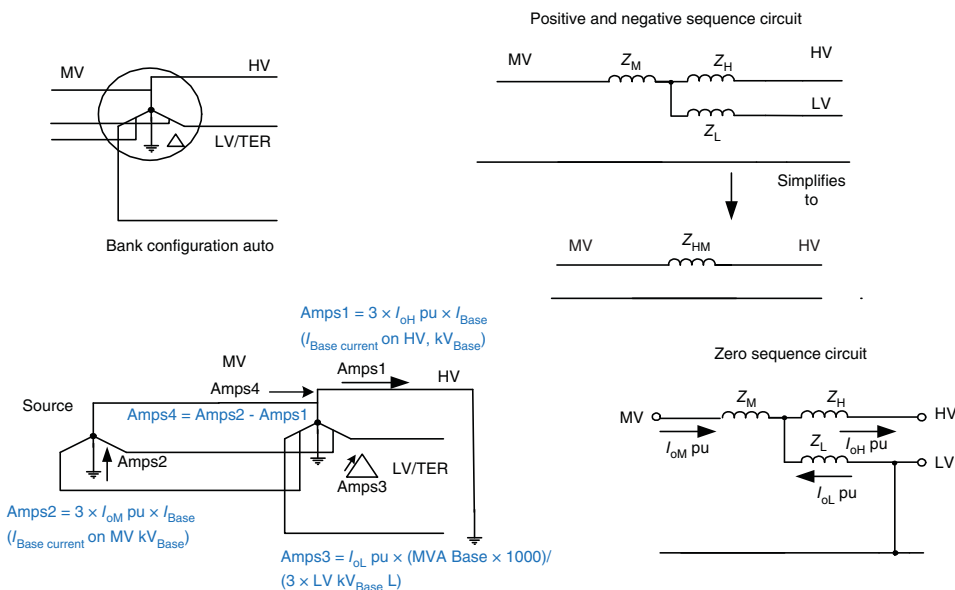 Positive and negative sequence circuit
MV
HV
LV/TER
Bank configuration auto
MV
Z_M
Z_H
HV
LV
Z_L
Simplifies
to
MV
Z_HM
HV
Amps1 = 3 × I_oH pu × I_Base
(I_Base current on HV, kV_Base)
MV
Amps1
HV
Amps4
Source
Amps4 = Amps2 - Amps1
Amps2
LV/TER
Amps3
Amps2 = 3 × I_oM pu × I_Base
(I_Base current on MV kV_Base)
Amps3 = I_oL pu × (MVA Base × 1000)/
(3 × LV kV_Base L)
Zero sequence circuit
MV
Z_M
Z_H
HV
I_oM pu
Z_L
I_oH pu
LV
I_oL pu